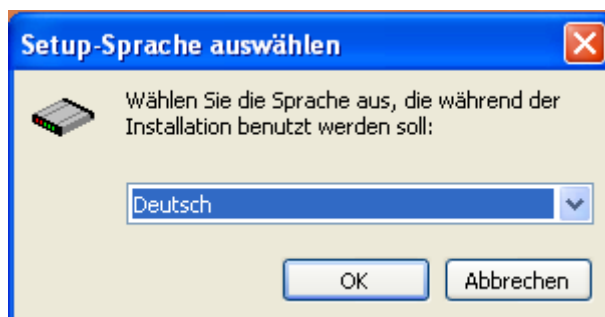 Setup-Sprache auswählen
Wählen Sie die Sprache aus, die während der
Installation benutzt werden soll:
Deutsch
OK
Abbrechen